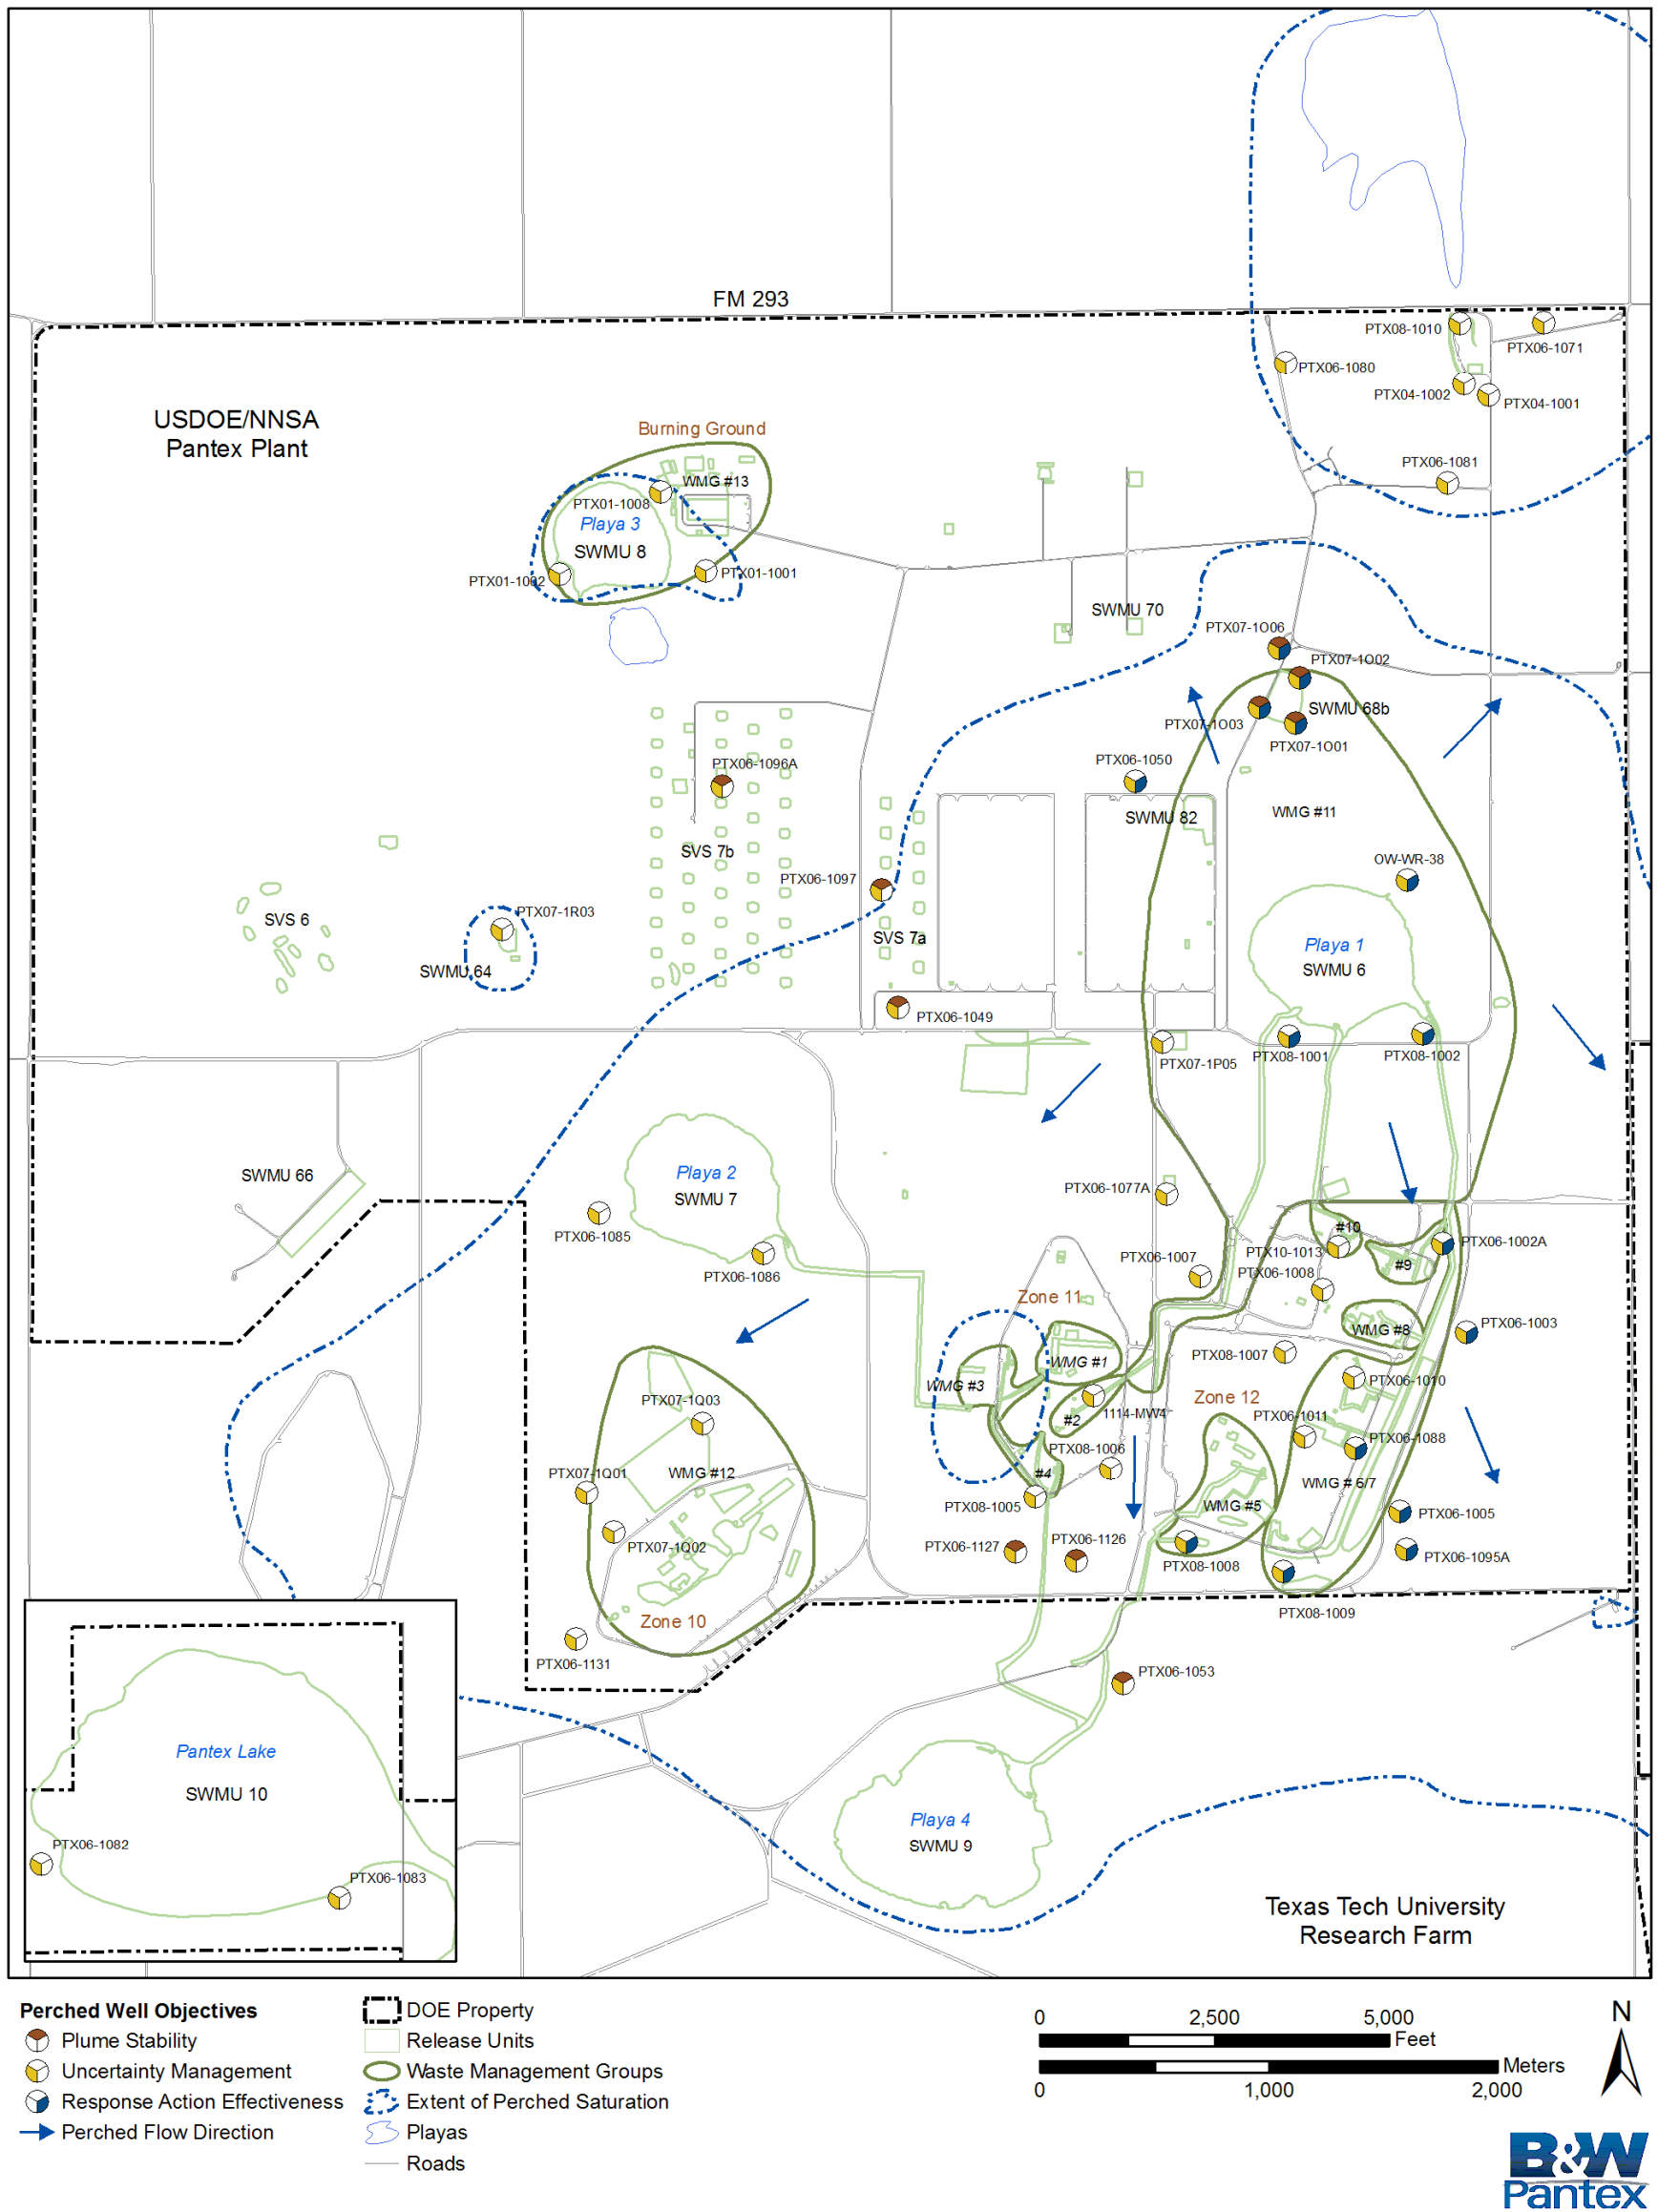 FM 293
PTX08-1010
PTX06-1071
PTX06-1080
PTX04-1002
PTX04-1001
USDOE/NNSA
Pantex Plant
Burning Ground
PTX06-1081
WMG #13
PTX01-1008
Playa 3
SWMU 8
PTX01-1002
PTX01-1001
SWMU 70
PTX07-1O06
PTX07-1O02
SWMU 68b
PTX07-1O03
PTX07-1O01
PTX06-1050
PTX06-1096A
SWMU 82
WMG #11
SVS 7b
OW-WR-38
PTX06-1097
PTX07-1R03
SVS 6
SVS 7a
Playa 1
SWMU 64
SWMU 6
PTX06-1049
PTX07-1P05
PTX08-1001
PTX08-1002
SWMU 66
Playa 2
SWMU 7
PTX06-1077A
PTX06-1085
PTX06-1086
#10
PTX06-1002A
PTX06-1007
PTX10-1013
#9
PTX06-1008
Zone 11
PTX06-1003
WMG #8
PTX08-1007
WMG #1
WMG #3
PTX06-1010
PTX07-1Q03
Zone 12
1114-MW4
#2
PTX06-1011
PTX06-1088
PTX08-1006
PTX07-1Q01
WMG #12
#4
WMG # 6/7
PTX08-1005
WMG #5
PTX06-1005
PTX07-1Q02
PTX06-1127
PTX06-1126
PTX08-1008
PTX06-1095A
PTX08-1009
Zone 10
PTX06-1131
PTX06-1053
Pantex Lake
SWMU 10
Playa 4
SWMU 9
PTX06-1082
PTX06-1083
Texas Tech University
Research Farm
Perched Well Objectives
Plume Stability
Uncertainty Management
Response Action Effectiveness
Perched Flow Direction
DOE Property
Release Units
Waste Management Groups
Extent of Perched Saturation
Playas
Roads
0 2,500 5,000
Feet
Meters
0 1,000 2,000
N
B&W
Pantex